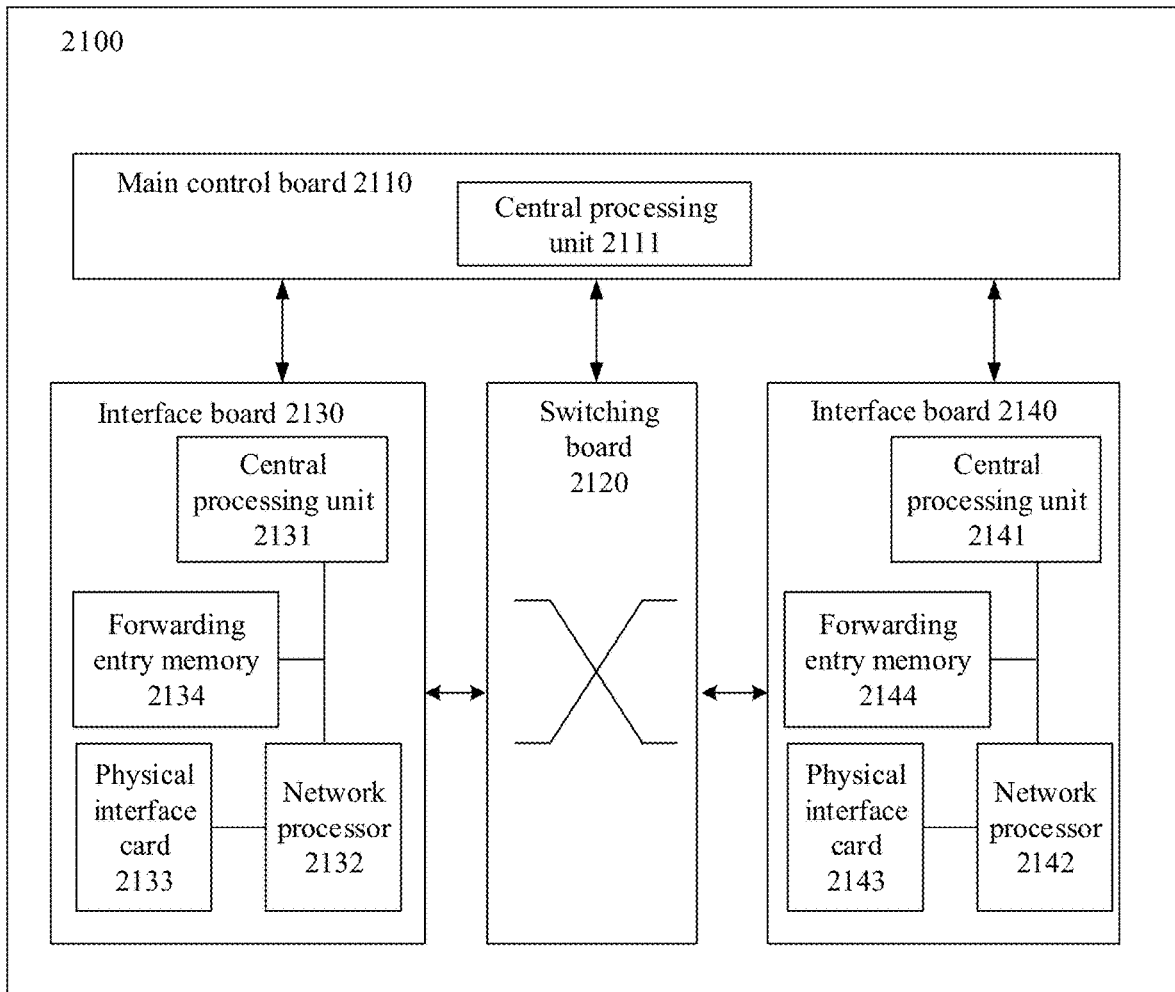 2100
Main control board 2110
Central processing
unit 2111
Interface board 2130
Central
processing unit
2131
Forwarding
entry memory
2134
Physical
interface
card
2133
Network
processor
2132
Switching
board
2120
Interface board 2140
Central
processing unit
2141
Forwarding
entry memory
2144
Physical
interface
card
2143
Network
processor
2142